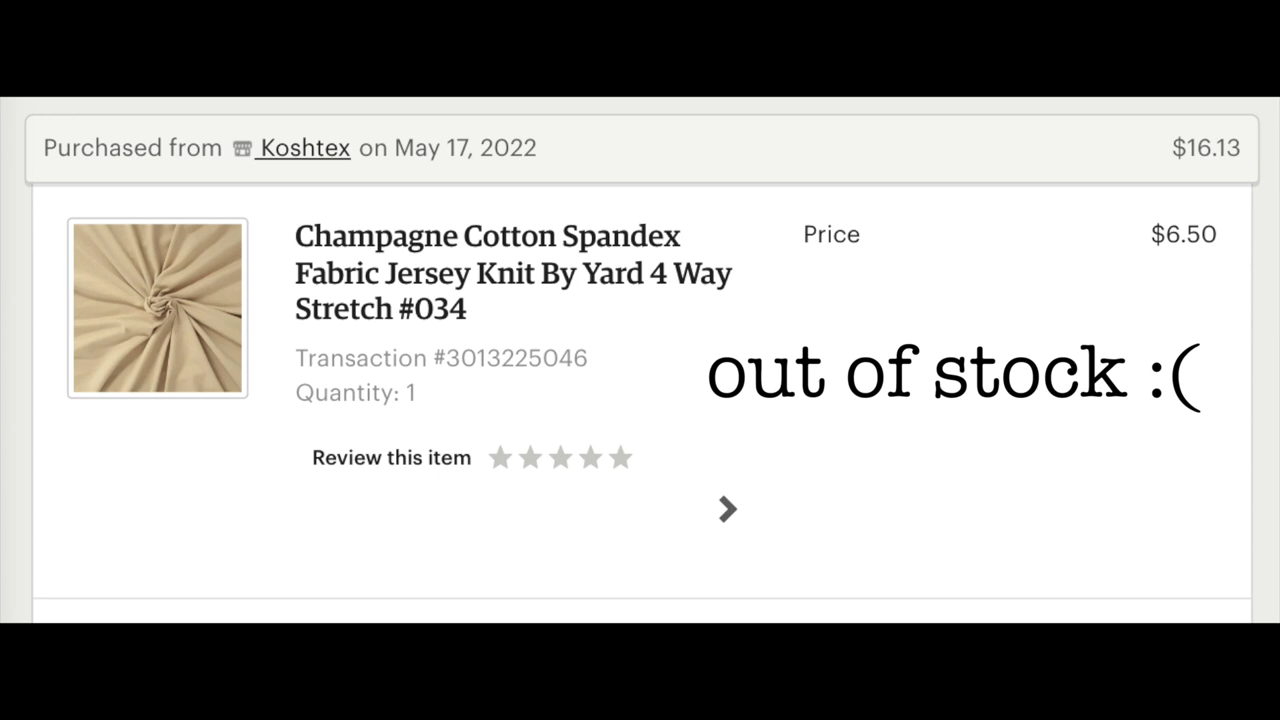 Purchased from Koshtex on May 17, 2022 $16.13
Champagne Cotton Spandex
Fabric Jersey Knit By Yard 4 Way
Stretch #034
Price $6.50
Transaction #3013225046
Quantity: 1
out of stock :(
Review this item